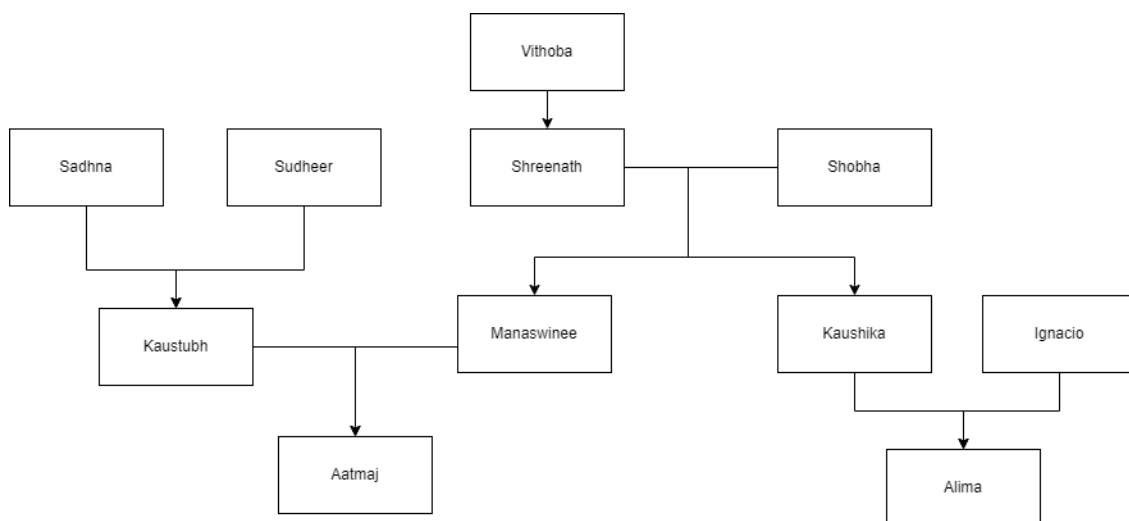 Vithoba
Sadhna
Sudheer
Shreenath
Shobha
Kaustubh
Manaswinee
Kaushika
Ignacio
Aatmaj
Alima